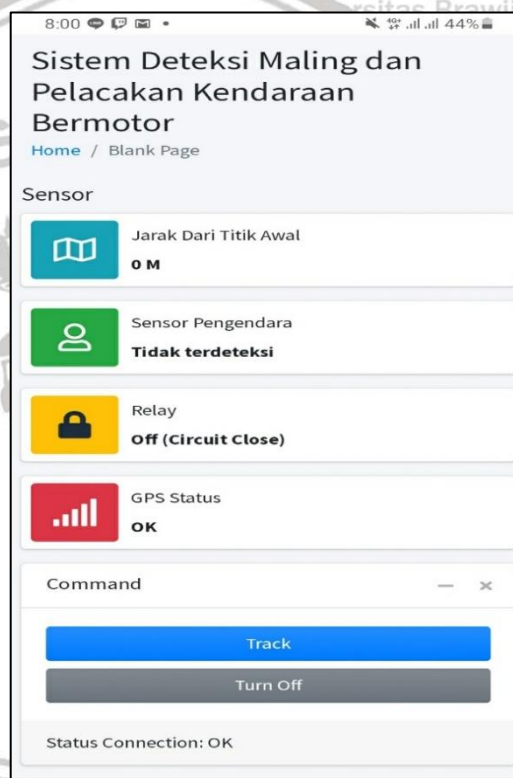 8:00
44%
Sistem Deteksi Maling dan
Pelacakan Kendaraan
Bermotor
Home / Blank Page
Sensor
Jarak Dari Titik Awal
0 M
Sensor Pengendara
Tidak terdeteksi
Relay
Off (Circuit Close)
GPS Status
OK
Command
Track
Turn Off
Status Connection: OK